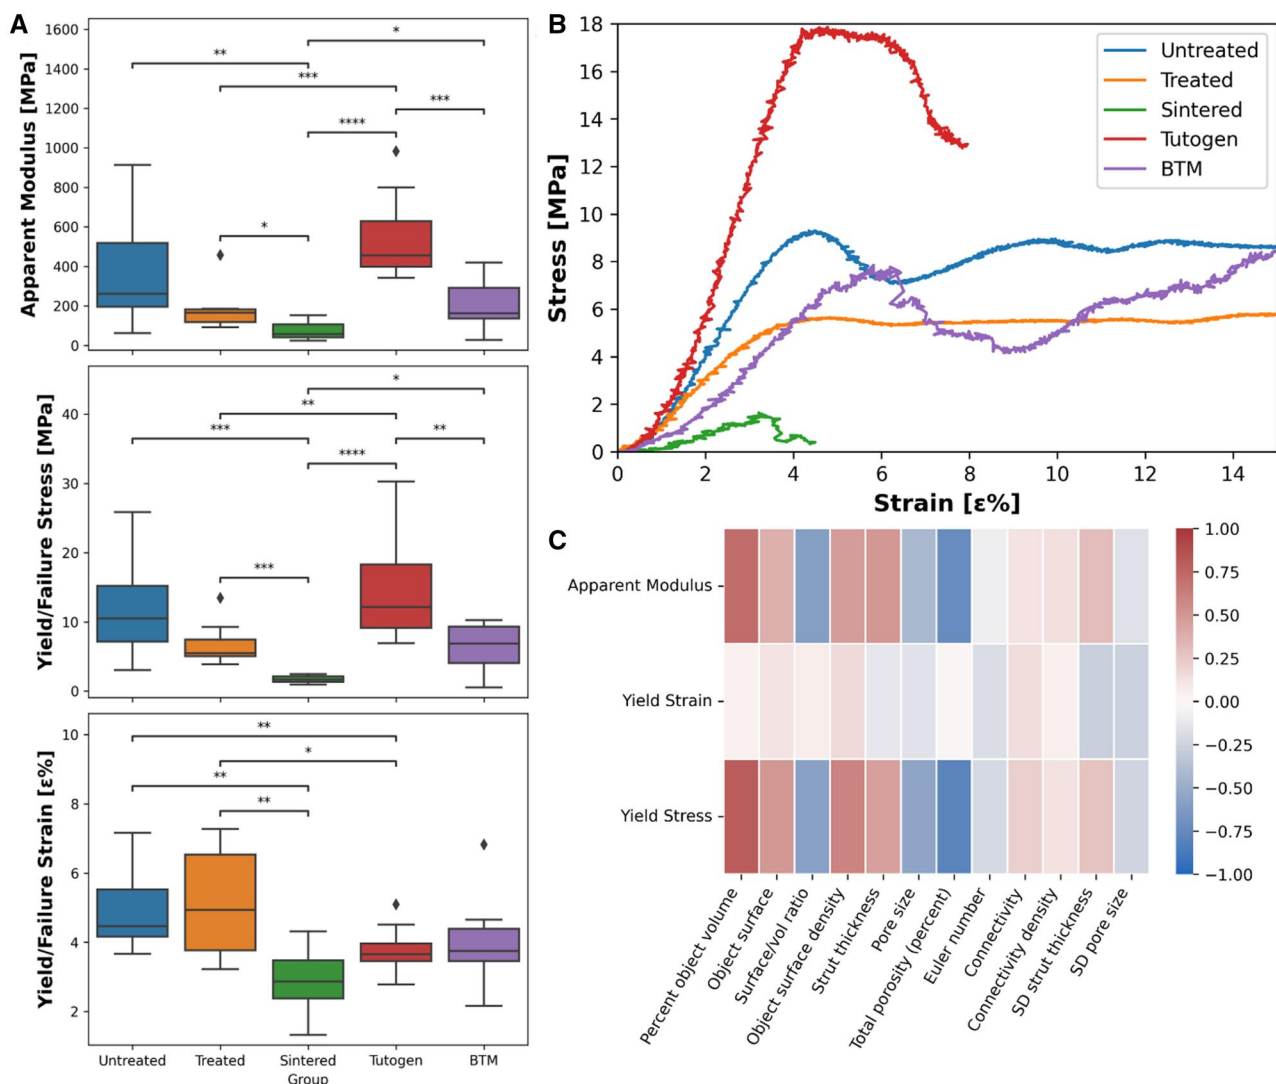 A
Apparent Modulus [MPa]
1600
1400
1200
1000
800
600
400
200
0
*
**
***
***
****
*
Yield/Failure Stress [MPa]
40
30
20
10
0
*
**
***
**
****
***
Yield/Failure Strain [ε%]
10
8
6
4
2
**
*
**
**
Untreated Treated Sintered Tutogen BTM
Group
B
Stress [MPa]
18
16
14
12
10
8
6
4
2
0
Untreated
Treated
Sintered
Tutogen
BTM
0 2 4 6 8 10 12 14
Strain [ε%]
C
Apparent Modulus
Yield Strain
Yield Stress
Percent object volume
Object surface
Surface/vol ratio
Object surface density
Strut thickness
Pore size
Total porosity (percent)
Euler number
Connectivity
Connectivity density
SD strut thickness
SD pore size
1.00
0.75
0.50
0.25
0.00
−0.25
−0.50
−0.75
−1.00